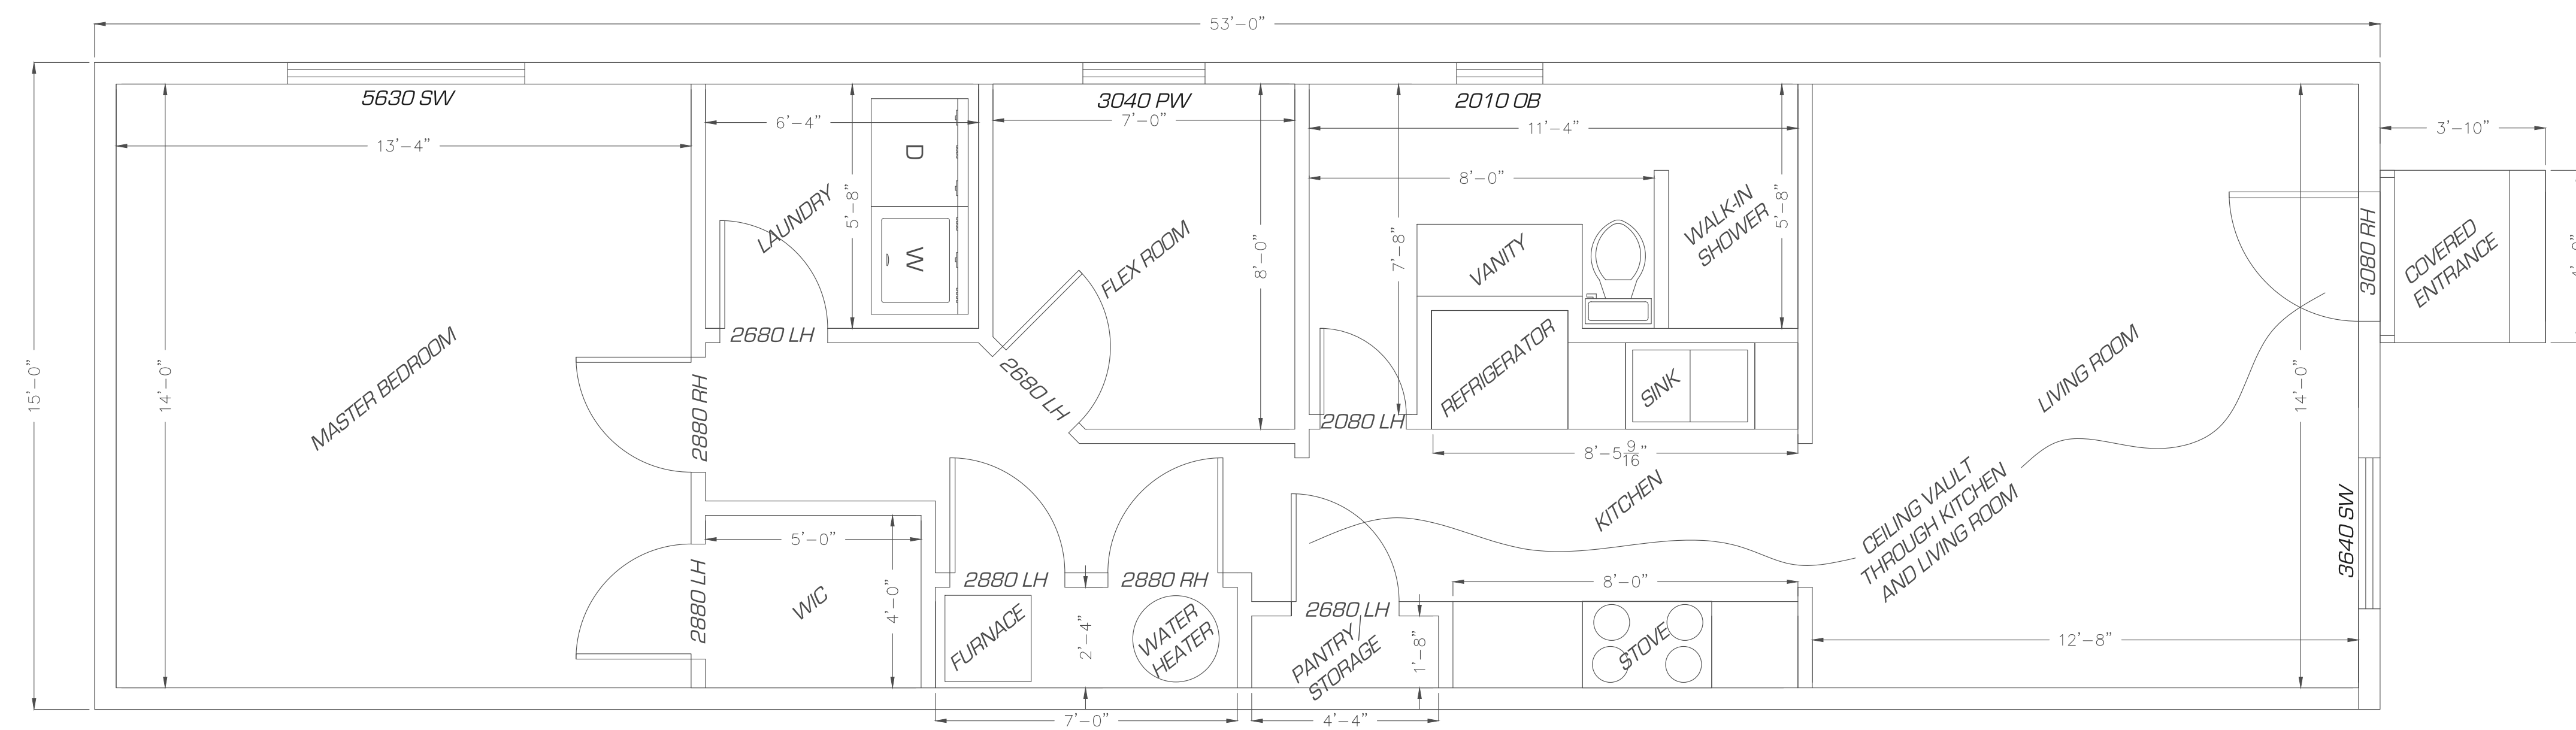 53'-0"
5630 SW
3040 PW
2010 OB
13'-4"
6'-4"
7'-0"
11'-4"
3'-10"
D
W
LAUNDRY
5'-8"
8'-0"
WALK-IN
SHOWER
5'-8"
FLEX ROOM
8'-0"
7'-8"
VANITY
3080 RH
COVERED
ENTRANCE
15'-0"
14'-0"
MASTER BEDROOM
2680 LH
2880 RH
2680 LH
2080 LH
REFRIGERATOR
SINK
8'-5 9/16"
LIVING ROOM
14'-0"
KITCHEN
CEILING VAULT
THROUGH KITCHEN
AND LIVING ROOM
3640 SW
5'-0"
WIC
4'-0"
2880 LH
2880 LH
2880 RH
FURNACE
2'-4"
WATER
HEATER
2680 LH
PANTRY
STORAGE
1'-8"
8'-0"
STOVE
12'-8"
7'-0"
4'-4"